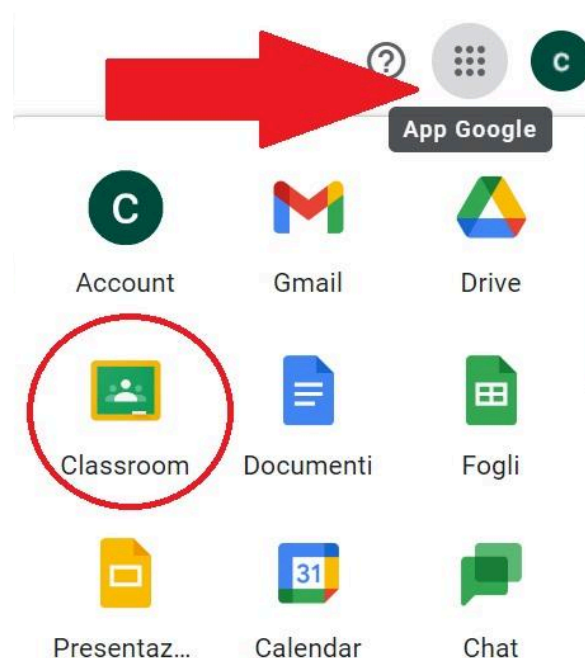 ? C
App Google
C
Account Gmail Drive
Classroom Documenti Fogli
31
Presentaz... Calendar Chat